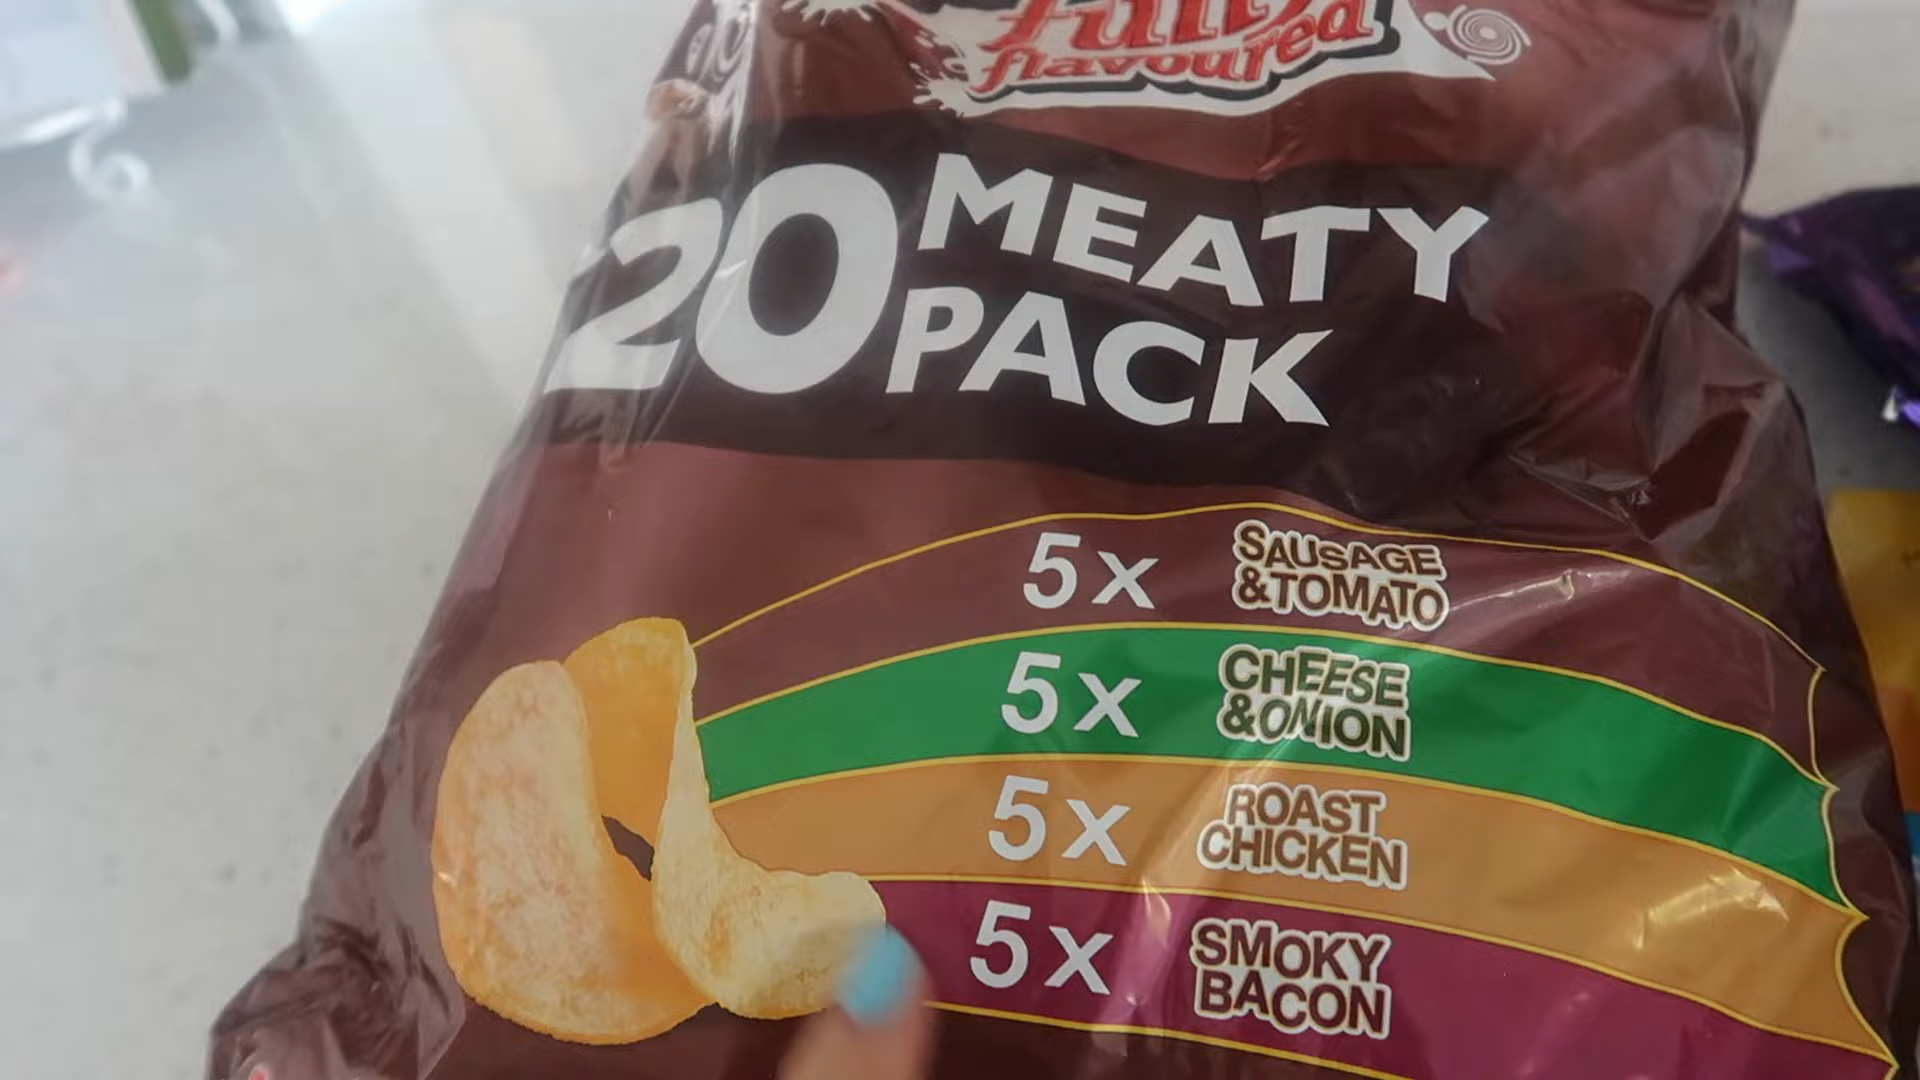 fully
flavoured
20 MEATY
PACK
5x SAUSAGE
&TOMATO
5x CHEESE
&ONION
5x ROAST
CHICKEN
5x SMOKY
BACON